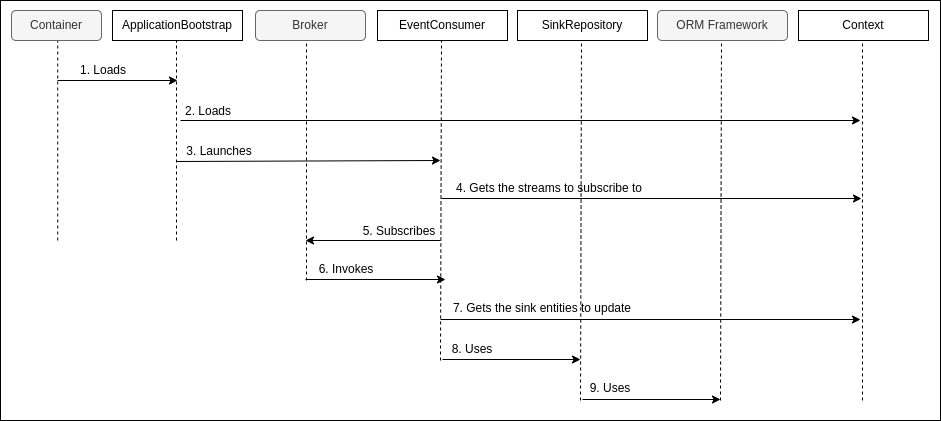 Container
ApplicationBootstrap
Broker
EventConsumer
SinkRepository
ORM Framework
Context
1. Loads
2. Loads
3. Launches
4. Gets the streams to subscribe to
5. Subscribes
6. Invokes
7. Gets the sink entities to update
8. Uses
9. Uses